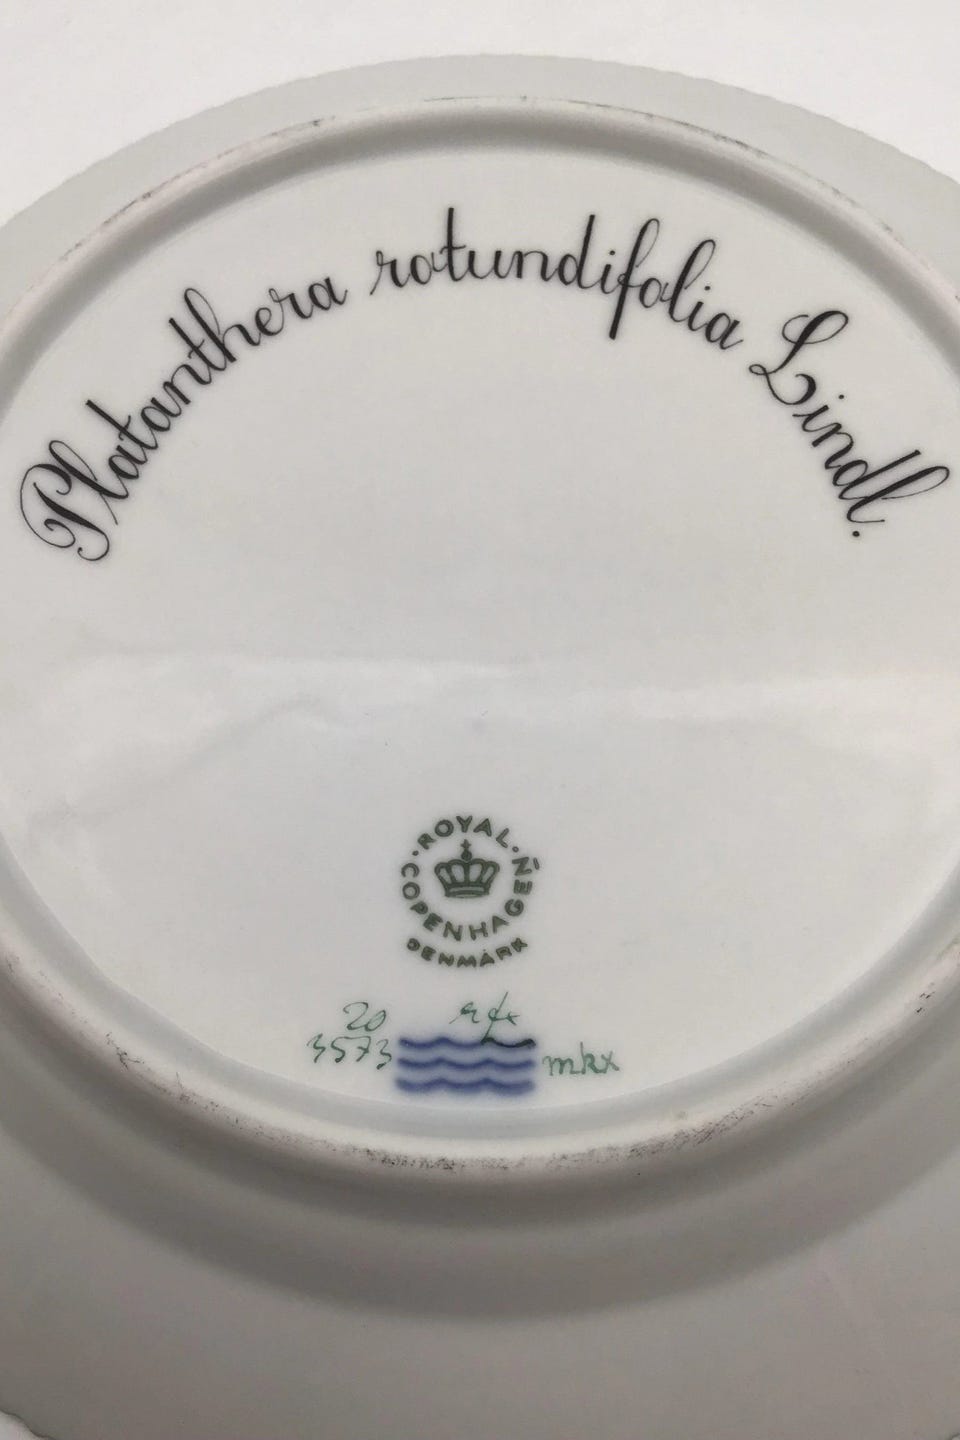 Platanthera rotundifolia Lindl.
ROYAL
COPENHAGEN
DENMARK
20
3573
mkx